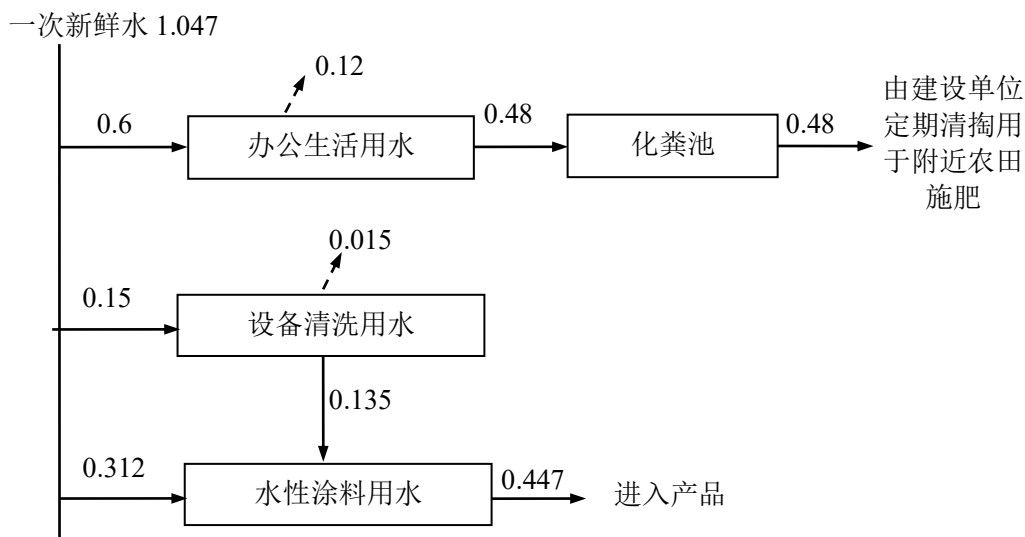 一次新鲜水 1.047
0.12
0.6
办公生活用水
0.48
化粪池
0.48
由建设单位
定期清掏用
于附近农田
施肥
0.015
0.15
设备清洗用水
0.135
0.312
水性涂料用水
0.447
进入产品